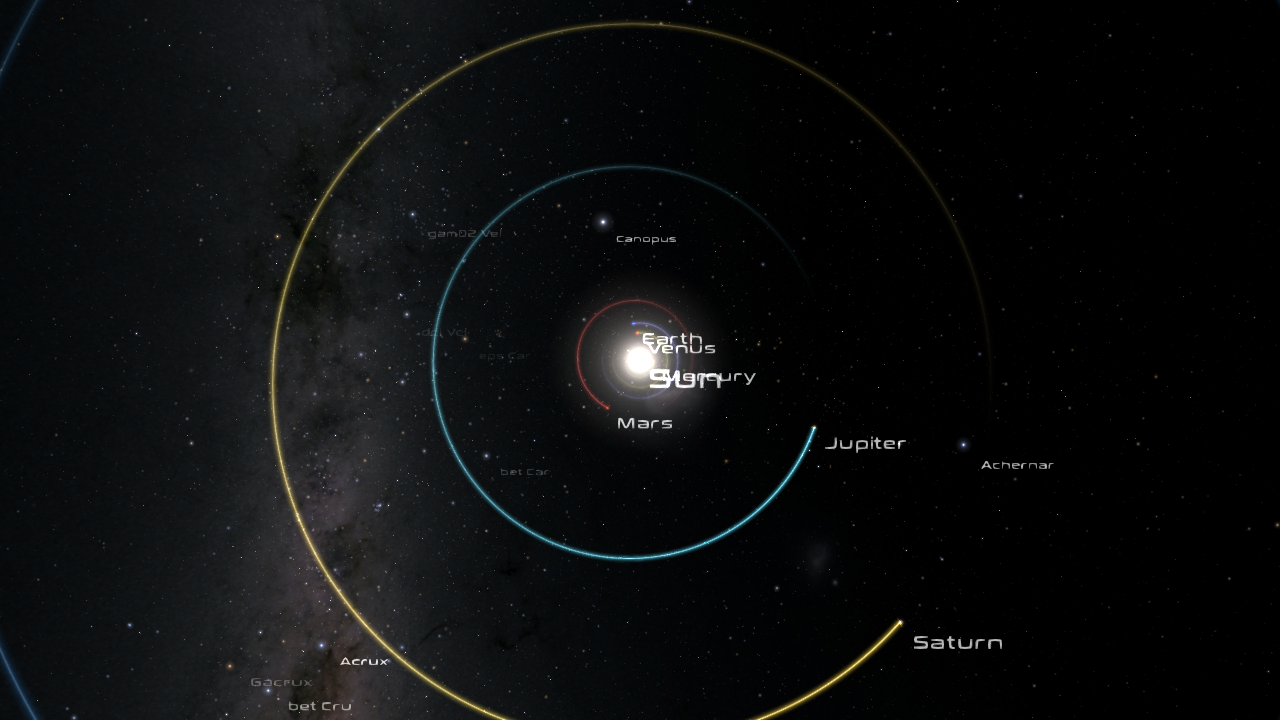 gam02 Vel
Canopus
del Vel
Earth
Venus
eps Car
Sun
Mercury
Mars
Jupiter
Achernar
bet Car
Saturn
Acrux
Gacrux
bet Cru